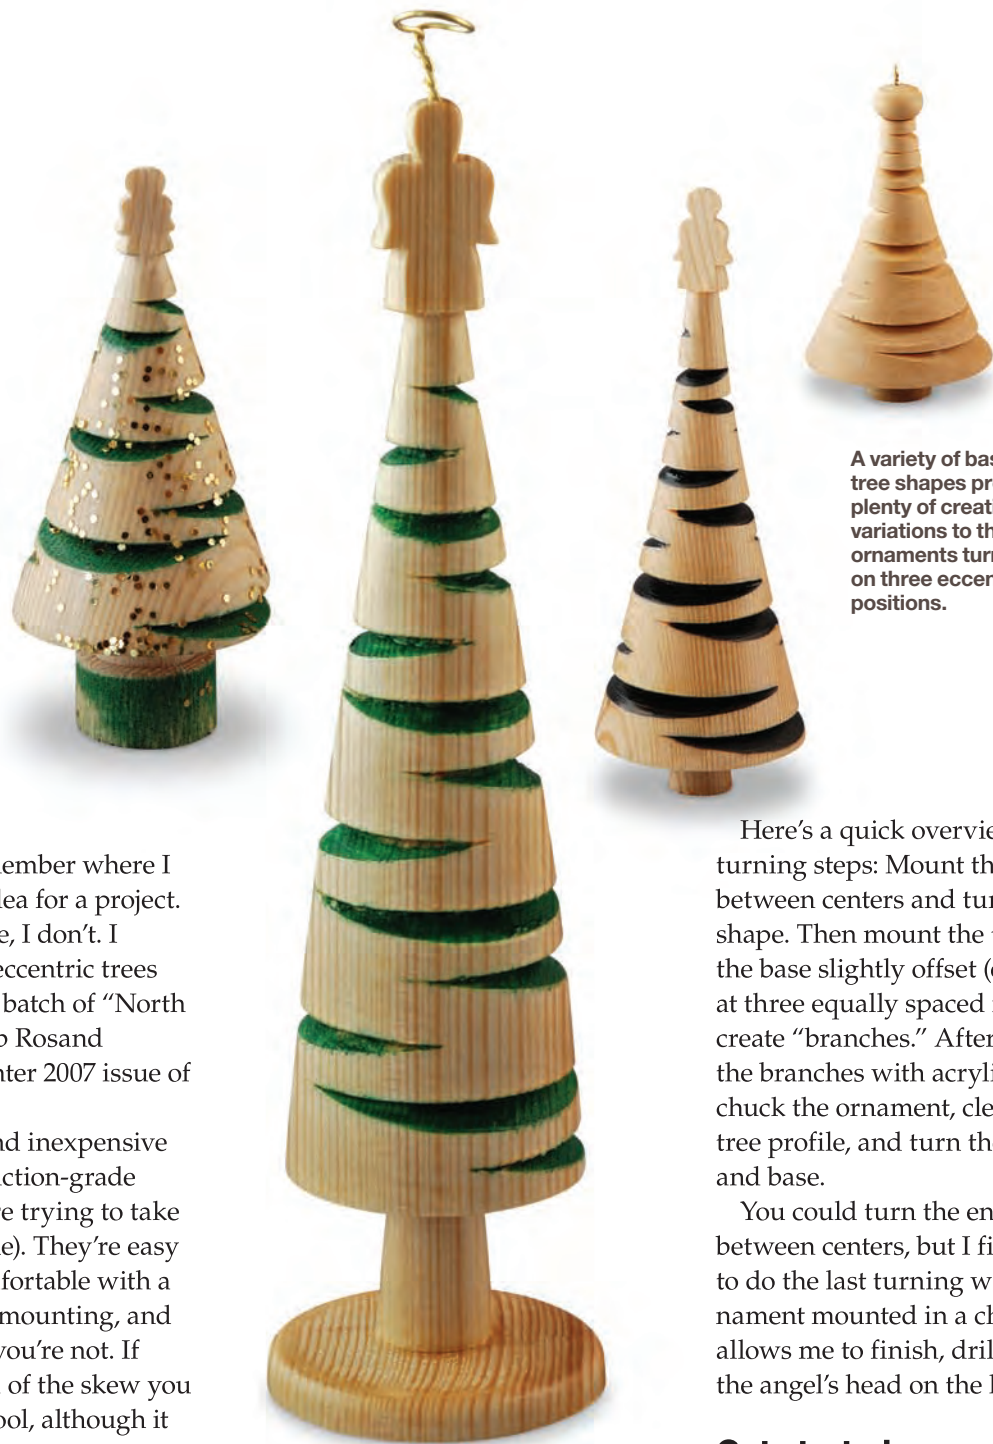 A variety of bas
tree shapes pr
plenty of creati
variations to th
ornaments turn
on three eccen
positions.
ember where I
lea for a project.
e, I don't. I
eccentric trees
batch of “North
o Rosand
nter 2007 issue of
nd inexpensive
ction-grade
e trying to take
e). They're easy
fortable with a
mounting, and
you're not. If
of the skew you
ool, although it
Here's a quick overvie
turning steps: Mount th
between centers and tur
shape. Then mount the
the base slightly offset (
at three equally spaced
create “branches.” After
the branches with acryli
chuck the ornament, cle
tree profile, and turn the
and base.
You could turn the en
between centers, but I fi
to do the last turning w
nament mounted in a ch
allows me to finish, dril
the angel's head on the